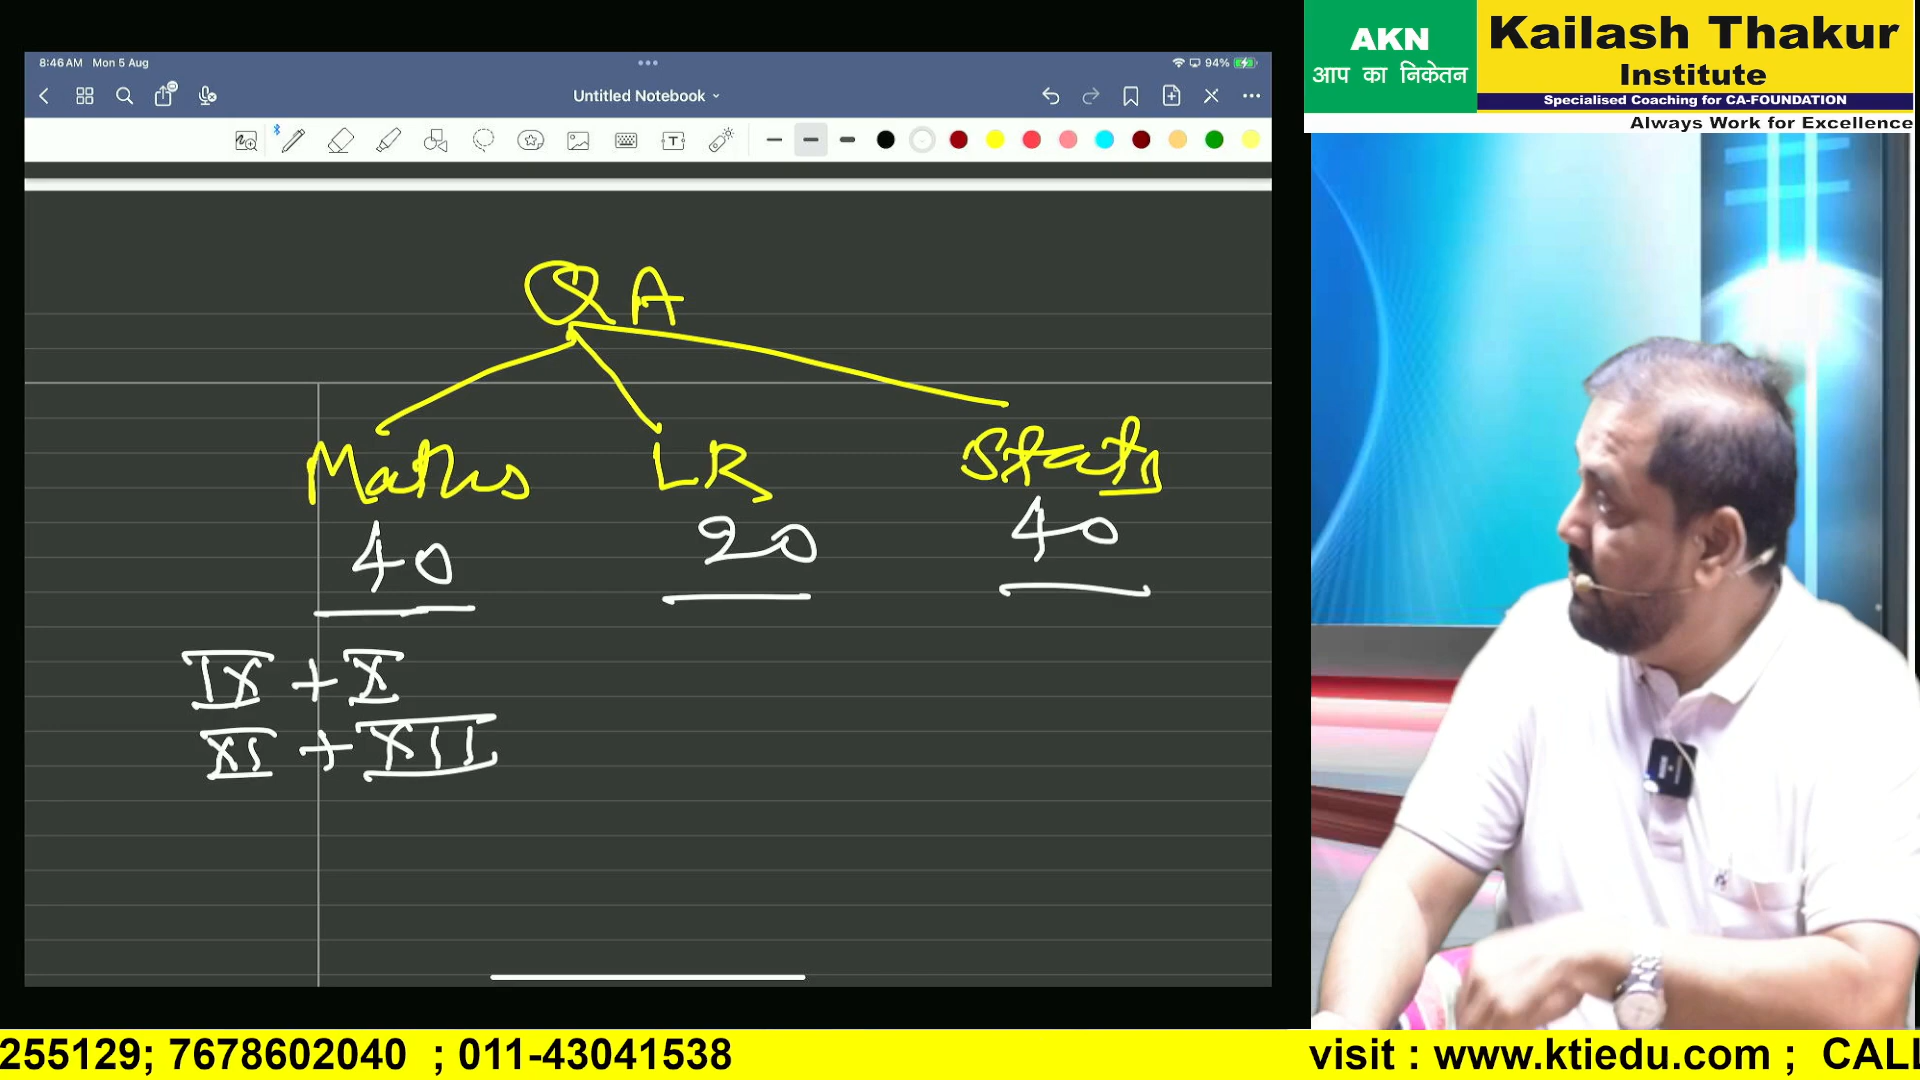 8:46 AM Mon 5 Aug
94%
Untitled Notebook
QA
Maths LR Stats
40 20 40
IX + X
XI + XII
AKN
आप का निकेतन
Kailash Thakur
Institute
Specialised Coaching for CA-FOUNDATION
Always Work for Excellence
255129; 7678602040 ; 011-43041538
visit : www.ktiedu.com ; CALL